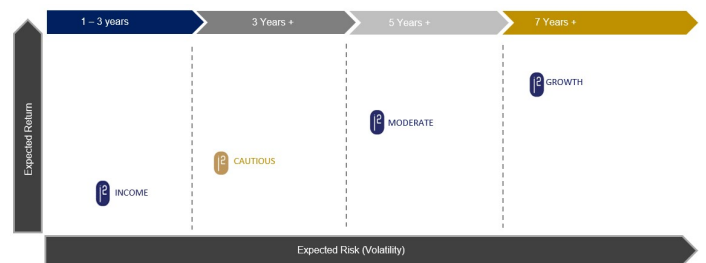 1 – 3 years
3 Years +
5 Years +
7 Years +
Expected Return
GROWTH
MODERATE
CAUTIOUS
INCOME
Expected Risk (Volatility)